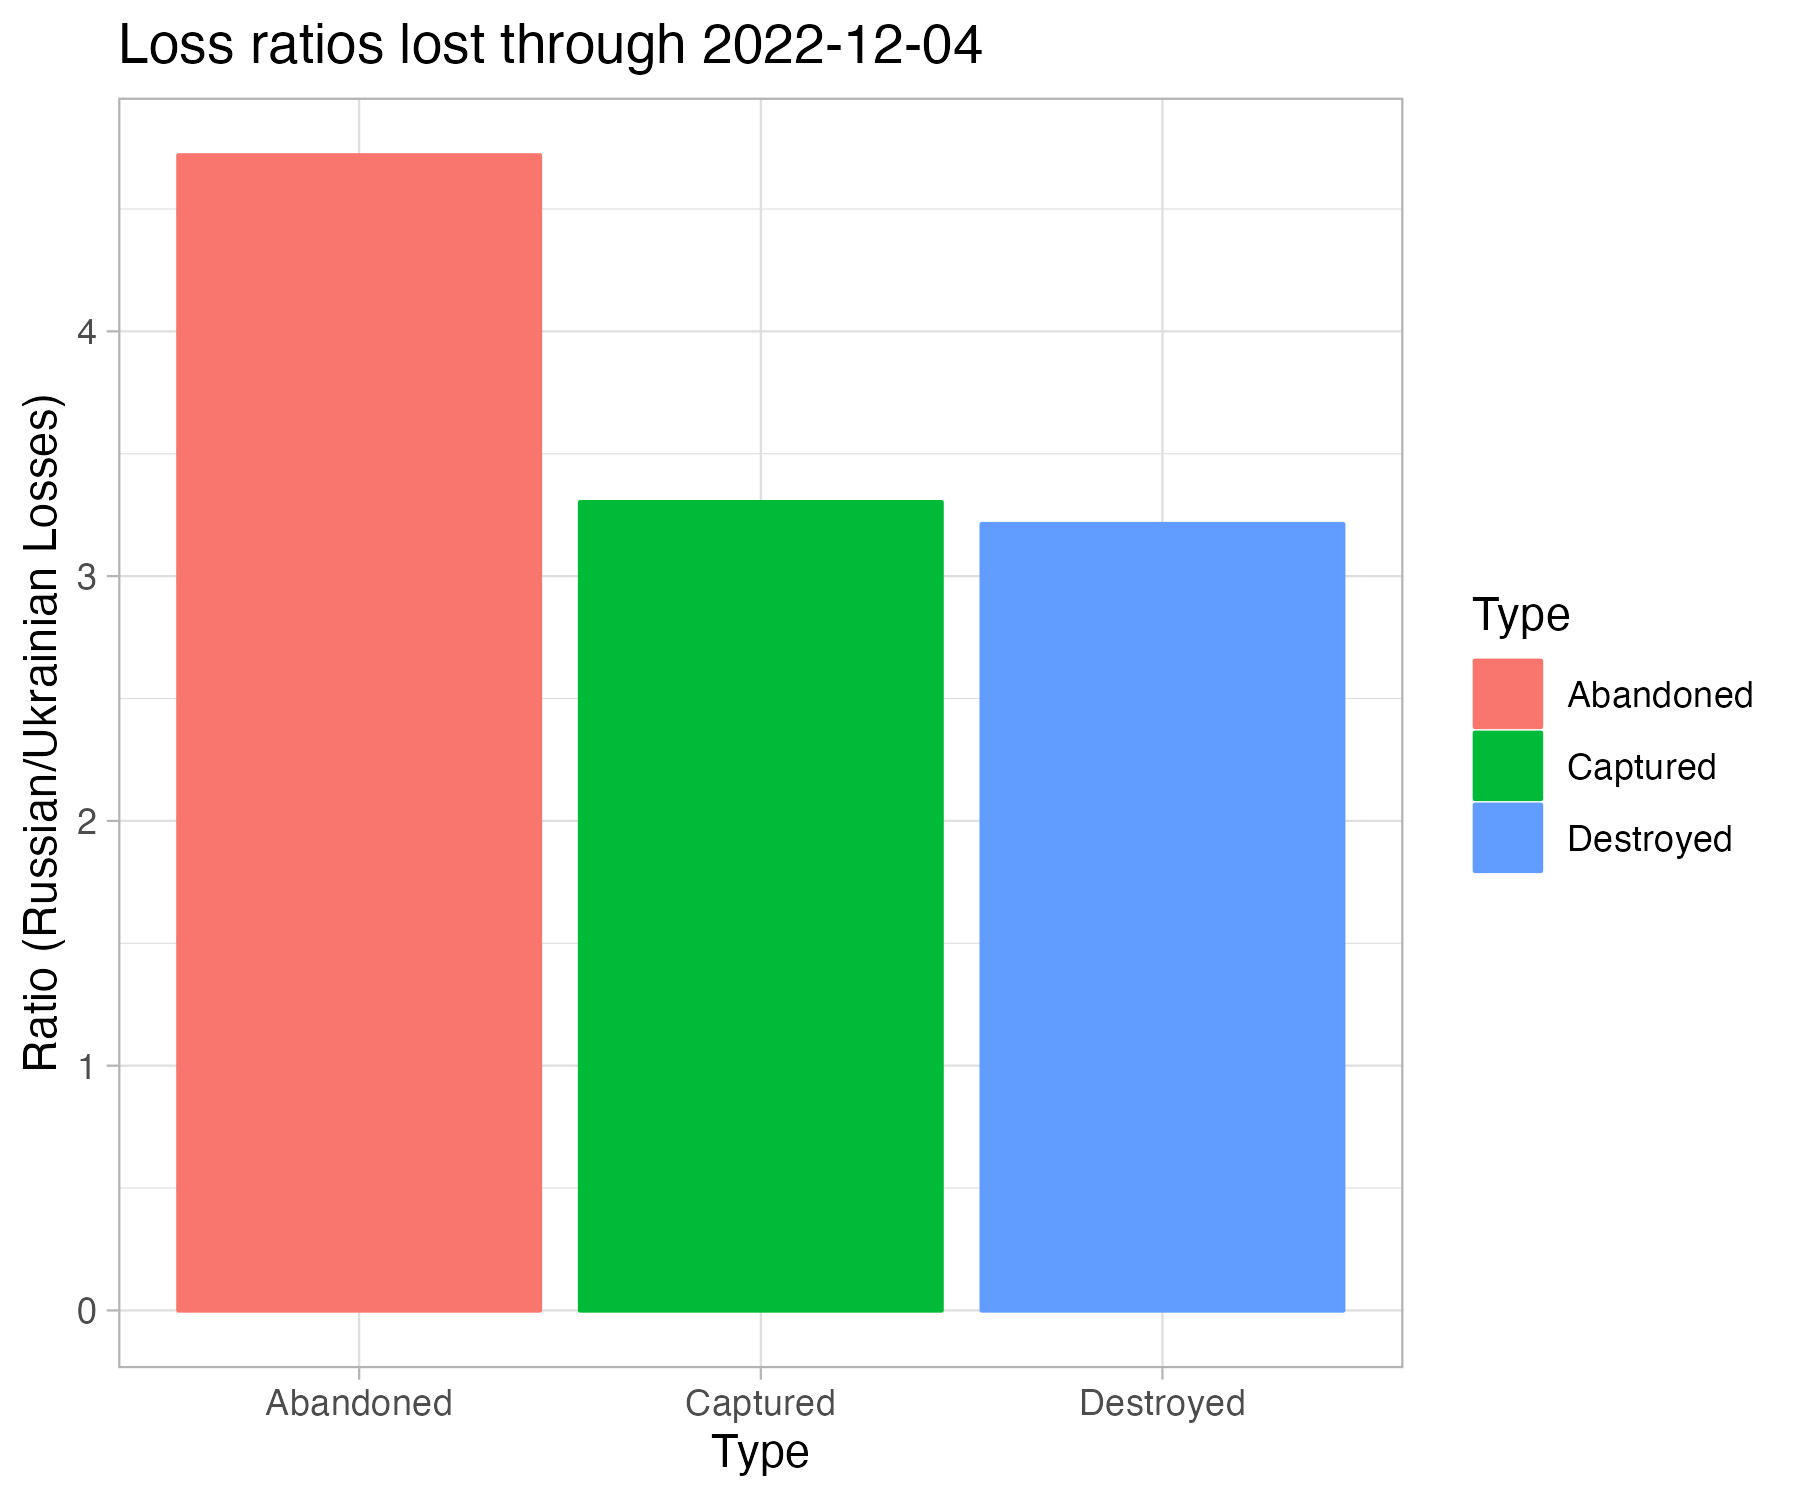 Loss ratios lost through 2022-12-04
Ratio (Russian/Ukrainian Losses)
4
3
2
1
0
Abandoned
Captured
Destroyed
Type
Type
Abandoned
Captured
Destroyed